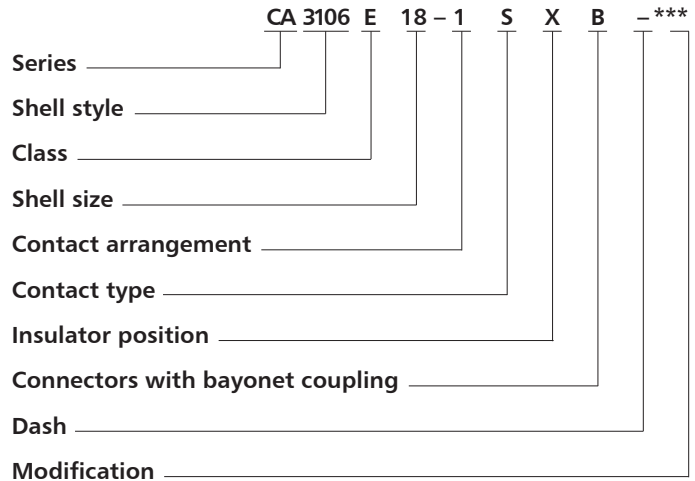 CA 3106 E 18 – 1 S X B – ***
Series
Shell style
Class
Shell size
Contact arrangement
Contact type
Insulator position
Connectors with bayonet coupling
Dash
Modification